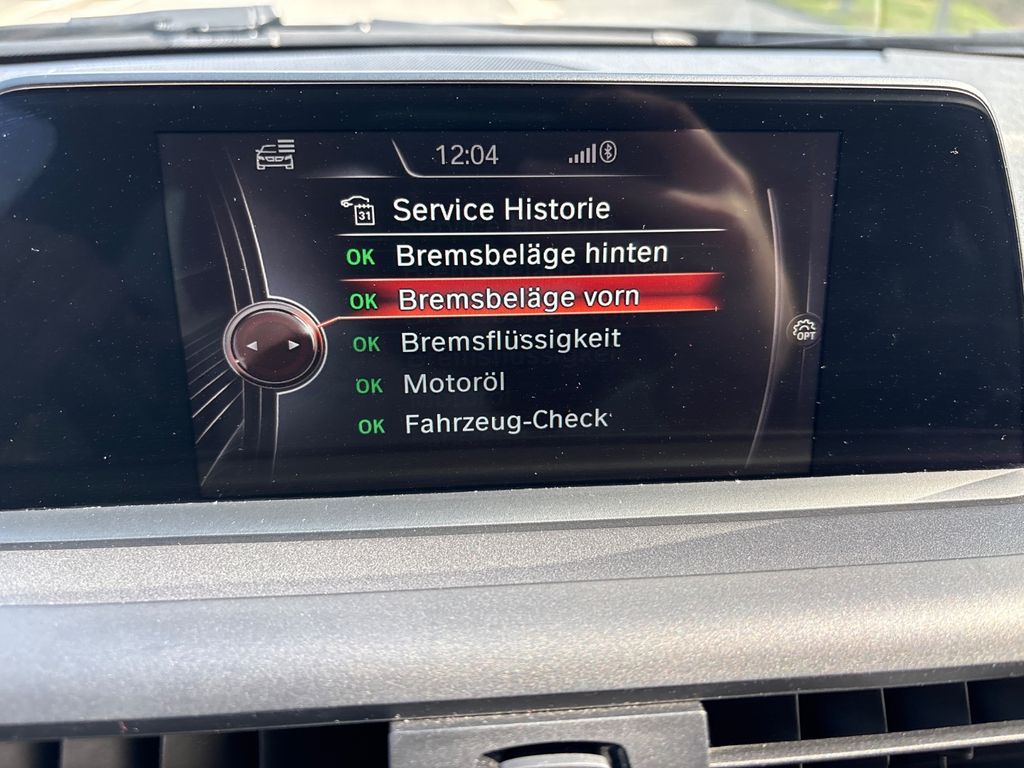 12:04
31 Service Historie
OK Bremsbeläge hinten
OK Bremsbeläge vorn
OK Bremsflüssigkeit
OPT
OK Motoröl
OK Fahrzeug-Check